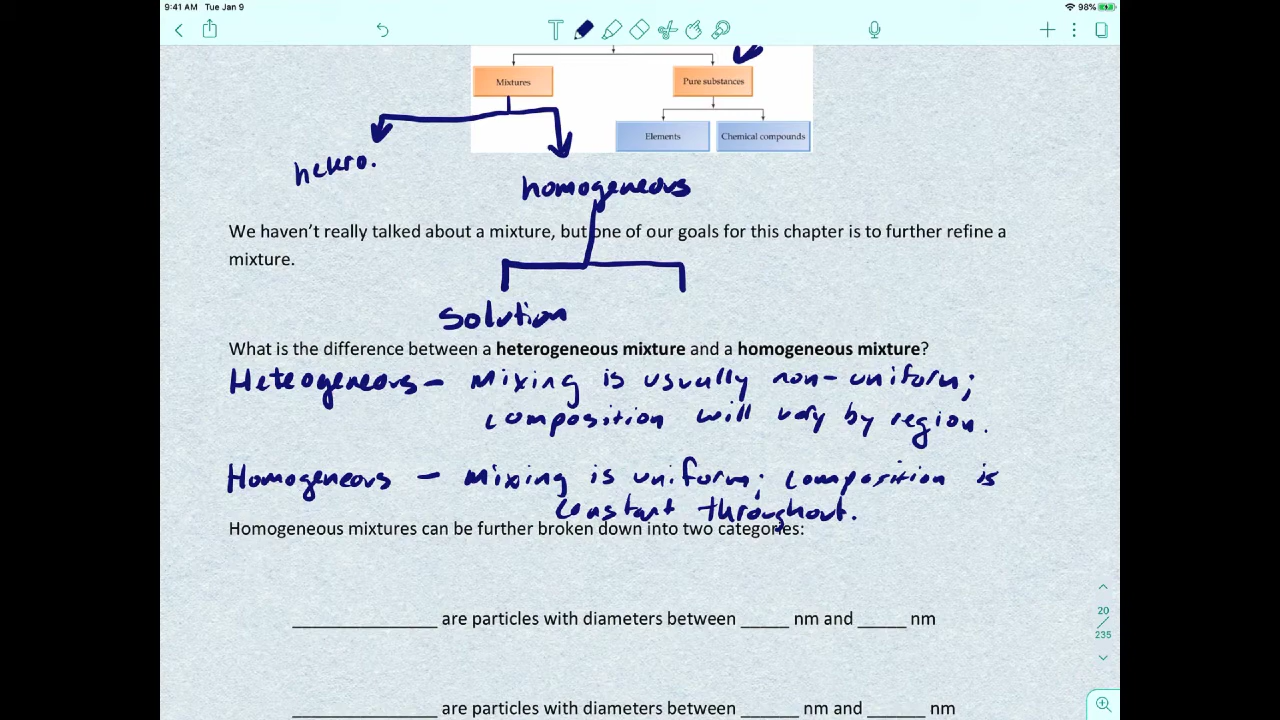 9:41 AM Tue Jan 9
98%
Mixtures
Pure substances
Elements
Chemical compounds
hetero.
homogeneous
We haven’t really talked about a mixture, but one of our goals for this chapter is to further refine a
mixture.
solution
What is the difference between a heterogeneous mixture and a homogeneous mixture?
Heteogeneous – Mixing is usually non-uniform;
composition will vary by region.
Homogeneous – Mixing is uniform; composition is
constant throughout.
Homogeneous mixtures can be further broken down into two categories:
_______________ are particles with diameters between _____ nm and _____ nm
_______________ are particles with diameters between ______ nm and ______ nm
20
/
235